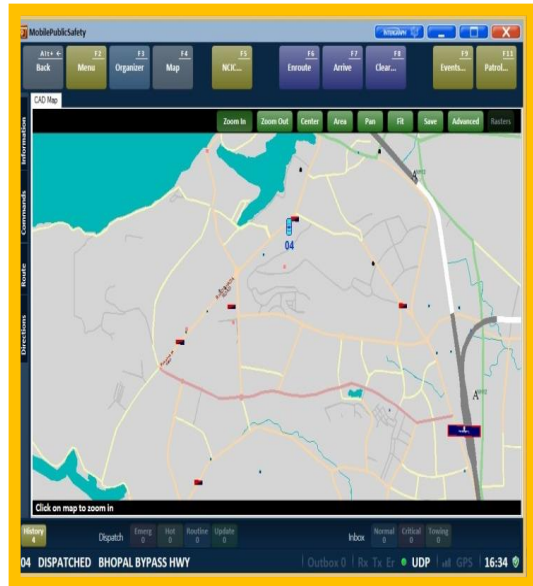 MobilePublicSafety
INTERGRAPH
Alt+ ← F2 F3 F4 F5 F6 F7 F8 F9 F11
Back Menu Organizer Map NCIC... Enroute Arrive Clear... Events... Patrol...
CAD Map
Zoom In Zoom Out Center Area Pan Fit Save Advanced Rasters
Information
Commands
Route
Directions
04
Click on map to zoom in
History Emerg Hot Routine Update Normal Critical Towing
4 Dispatch 0 0 0 0 Inbox 0 0 0
04 DISPATCHED BHOPAL BYPASS HWY Outbox 0 Rx Tx Er UDP GPS 16:34